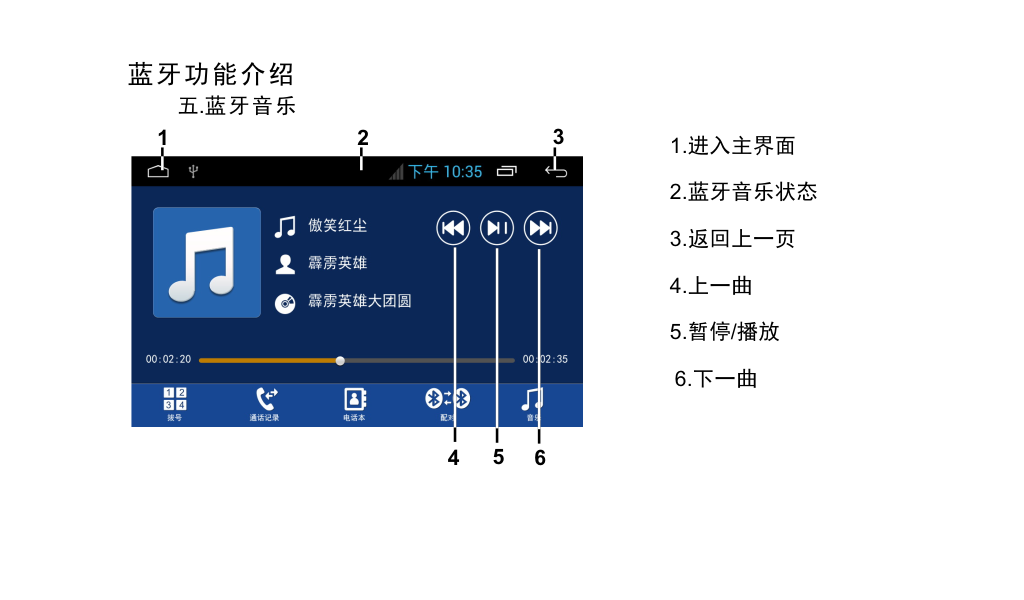 蓝牙功能介绍
五.蓝牙音乐
1 2 3
下午 10:35
傲笑红尘
霹雳英雄
霹雳英雄大团圆
00:02:20 00:02:35
1 2
3 4
拨号 通话记录 电话本 配对 音乐
4 5 6
1.进入主界面
2.蓝牙音乐状态
3.返回上一页
4.上一曲
5.暂停/播放
6.下一曲